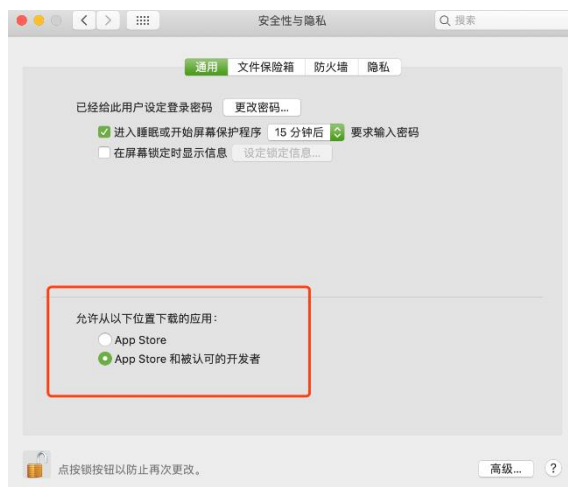 安全性与隐私
搜索
通用 文件保险箱 防火墙 隐私
已经给此用户设定登录密码 更改密码...
进入睡眠或开始屏幕保护程序 15 分钟后 要求输入密码
在屏幕锁定时显示信息 设定锁定信息...
允许从以下位置下载的应用：
App Store
App Store 和被认可的开发者
点按锁按钮以防止再次更改。
高级... ?